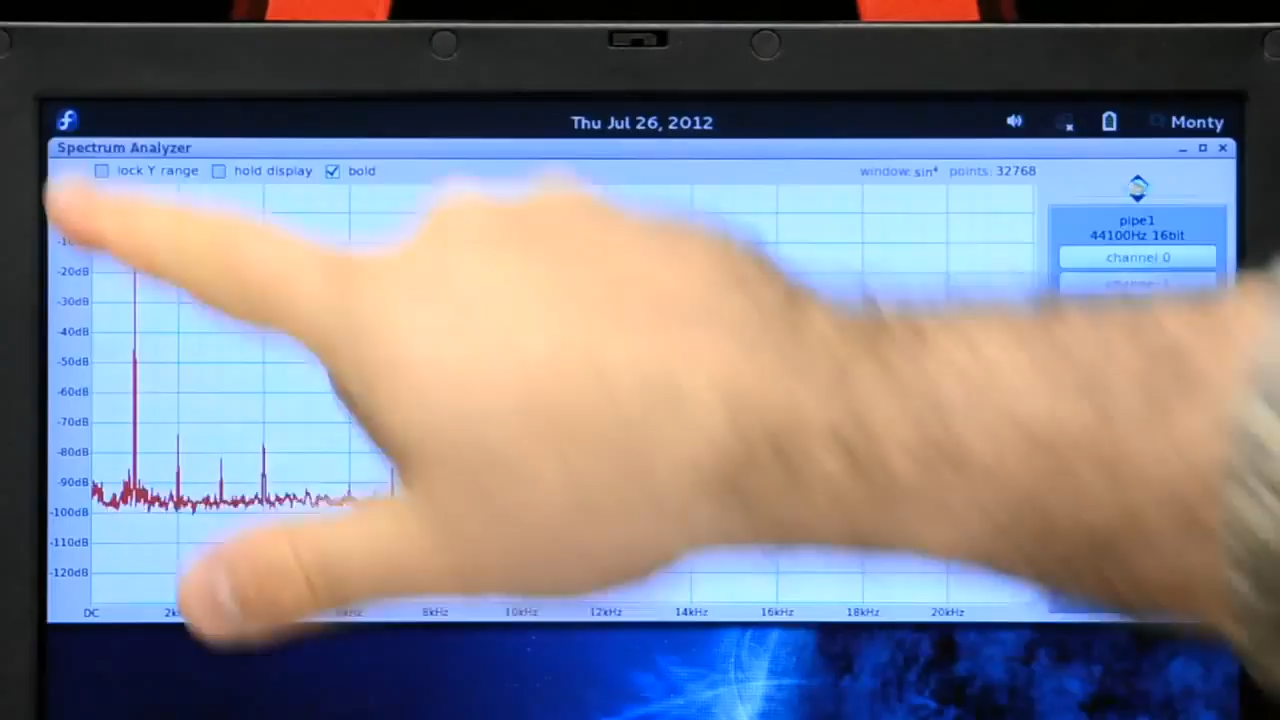 Thu Jul 26, 2012
Monty
Spectrum Analyzer
lock Y range
hold display
bold
window: sin⁴ points: 32768
pipe1
44100Hz 16bit
channel 0
-20dB
-30dB
-40dB
-50dB
-60dB
-70dB
-80dB
-90dB
-100dB
-110dB
-120dB
DC
8kHz
10kHz
12kHz
14kHz
16kHz
18kHz
20kHz